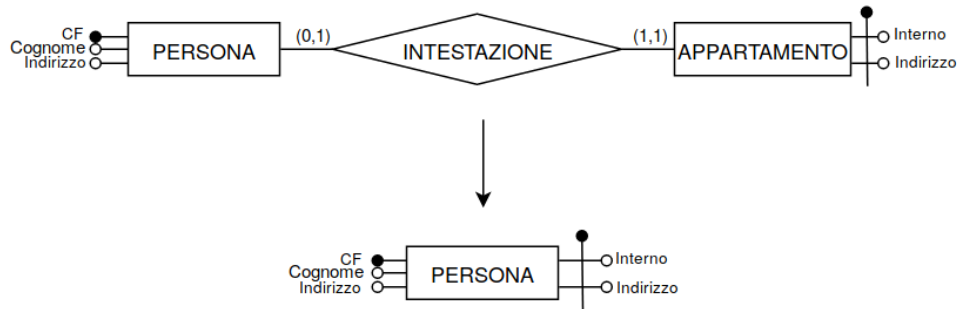 CF
Cognome
Indirizzo
PERSONA
(0,1)
INTESTAZIONE
(1,1)
APPARTAMENTO
Interno
Indirizzo
CF
Cognome
Indirizzo
PERSONA
Interno
Indirizzo